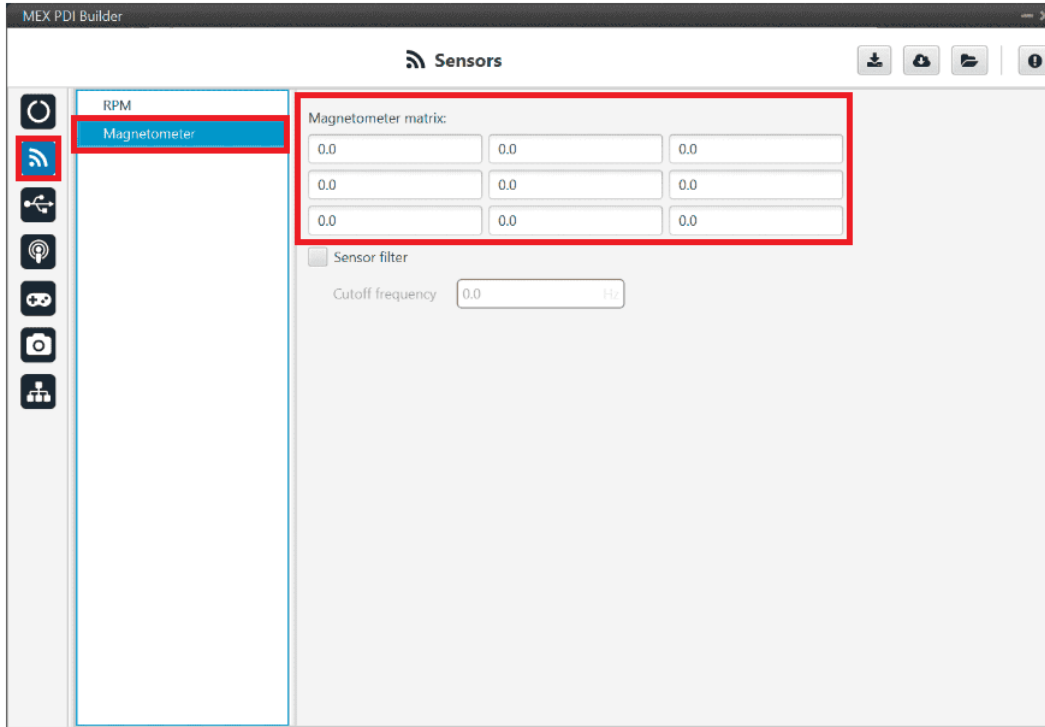 MEX PDI Builder
Sensors
RPM
Magnetometer
Magnetometer matrix:
0.0 0.0 0.0
0.0 0.0 0.0
0.0 0.0 0.0
Sensor filter
Cutoff frequency 0.0 Hz